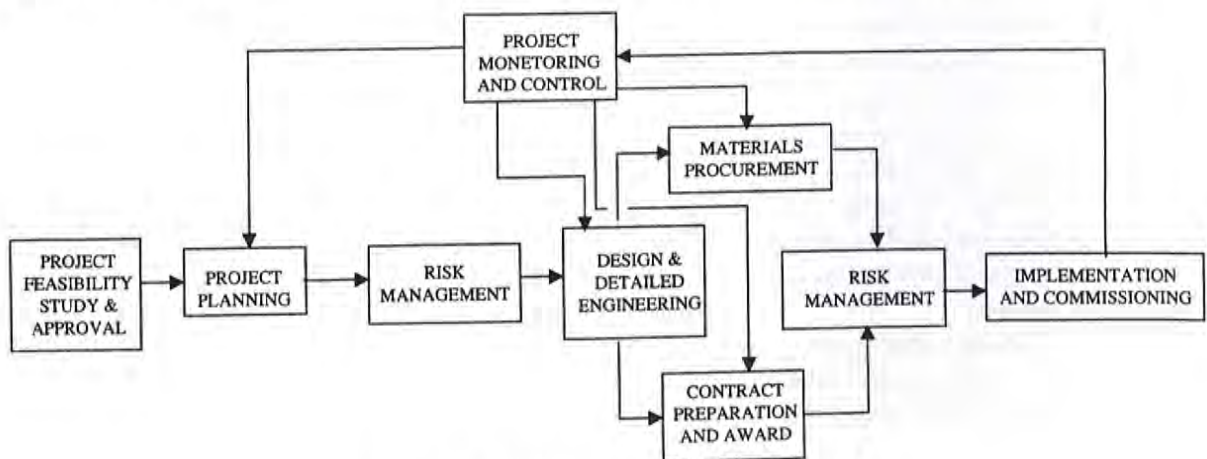 PROJECT
MONETORING
AND CONTROL
MATERIALS
PROCUREMENT
PROJECT
FEASIBILITY
STUDY &
APPROVAL
PROJECT
PLANNING
RISK
MANAGEMENT
DESIGN &
DETAILED
ENGINEERING
RISK
MANAGEMENT
IMPLEMENTATION
AND COMMISSIONING
CONTRACT
PREPARATION
AND AWARD